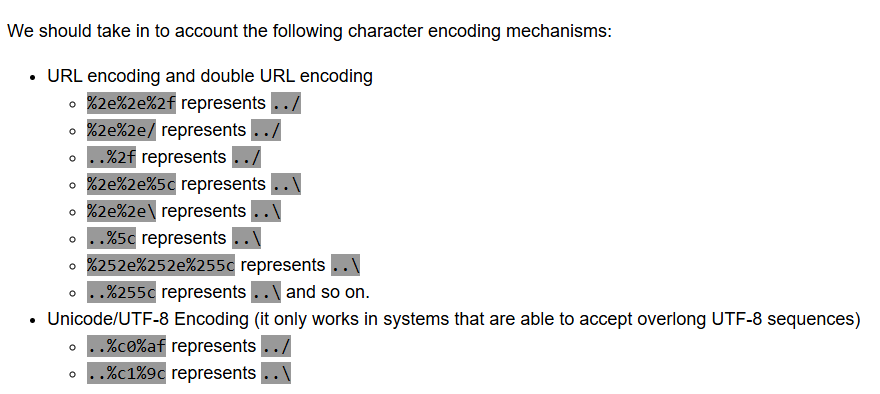 We should take in to account the following character encoding mechanisms:
• URL encoding and double URL encoding
◦ %2e%2e%2f represents ../
◦ %2e%2e/ represents ../
◦ ..%2f represents ../
◦ %2e%2e%5c represents ..\
◦ %2e%2e\ represents ..\
◦ ..%5c represents ..\
◦ %252e%252e%255c represents ..\
◦ ..%255c represents ..\ and so on.
• Unicode/UTF-8 Encoding (it only works in systems that are able to accept overlong UTF-8 sequences)
◦ ..%c0%af represents ../
◦ ..%c1%9c represents ..\